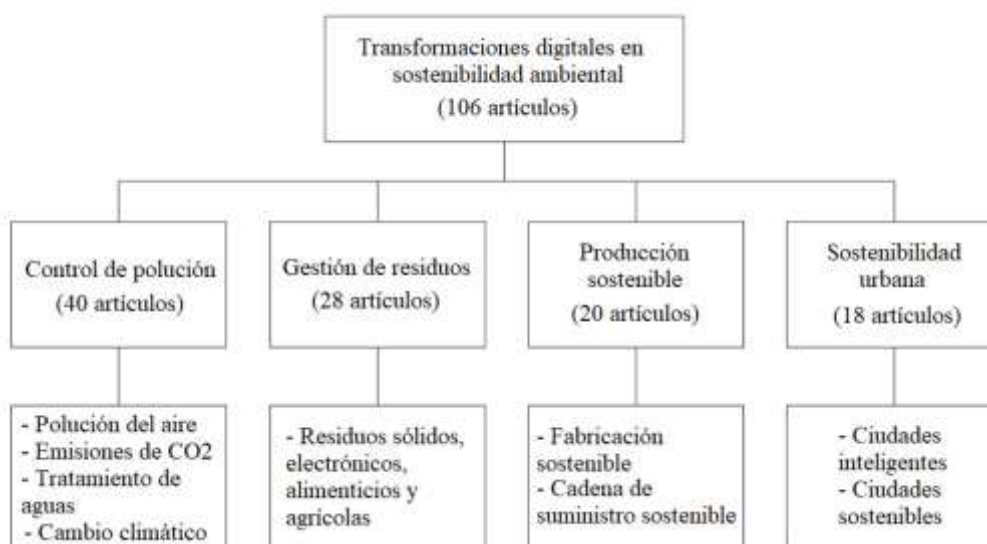 Transformaciones digitales en
sostenibilidad ambiental
(106 artículos)
Control de polución
(40 artículos)
Gestión de residuos
(28 artículos)
Producción
sostenible
(20 artículos)
Sostenibilidad
urbana
(18 artículos)
- Polución del aire
- Emisiones de CO2
- Tratamiento de
aguas
- Cambio climático
- Residuos sólidos,
electrónicos,
alimenticios y
agrícolas
- Fabricación
sostenible
- Cadena de
suministro sostenible
- Ciudades
inteligentes
- Ciudades
sostenibles